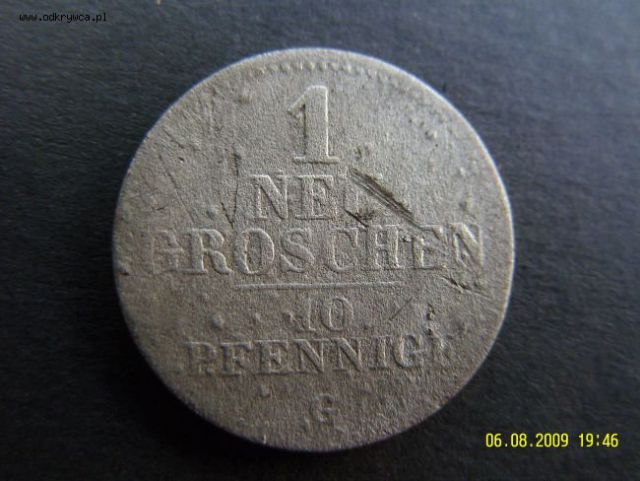 www.odkrywca.pl
1
NEU
GROSCHEN
10
PFENNIGE
G
06.08.2009 19:46